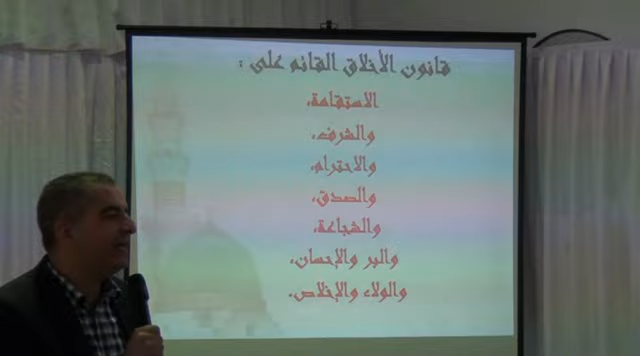 قانون الأخلاق القائم على :
الاستقامة،
والشرف،
والاحترام،
والصدق،
والشجاعة،
والبر والإحسان،
والولاء والإخلاص.